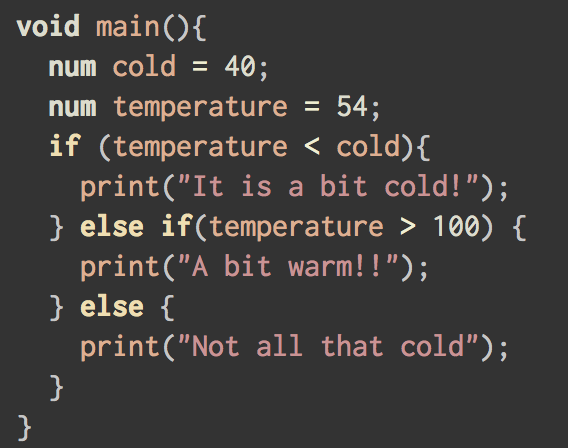 void main(){
  num cold = 40;
  num temperature = 54;
  if (temperature < cold){
    print("It is a bit cold!");
  } else if(temperature > 100) {
    print("A bit warm!!");
  } else {
    print("Not all that cold");
  }
}